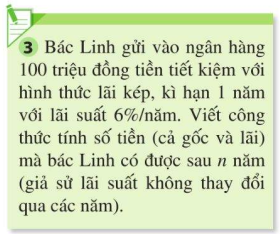 3 Bác Linh gửi vào ngân hàng
100 triệu đồng tiền tiết kiệm với
hình thức lãi kép, kì hạn 1 năm
với lãi suất 6%/năm. Viết công
thức tính số tiền (cả gốc và lãi)
mà bác Linh có được sau n năm
(giả sử lãi suất không thay đổi
qua các năm).